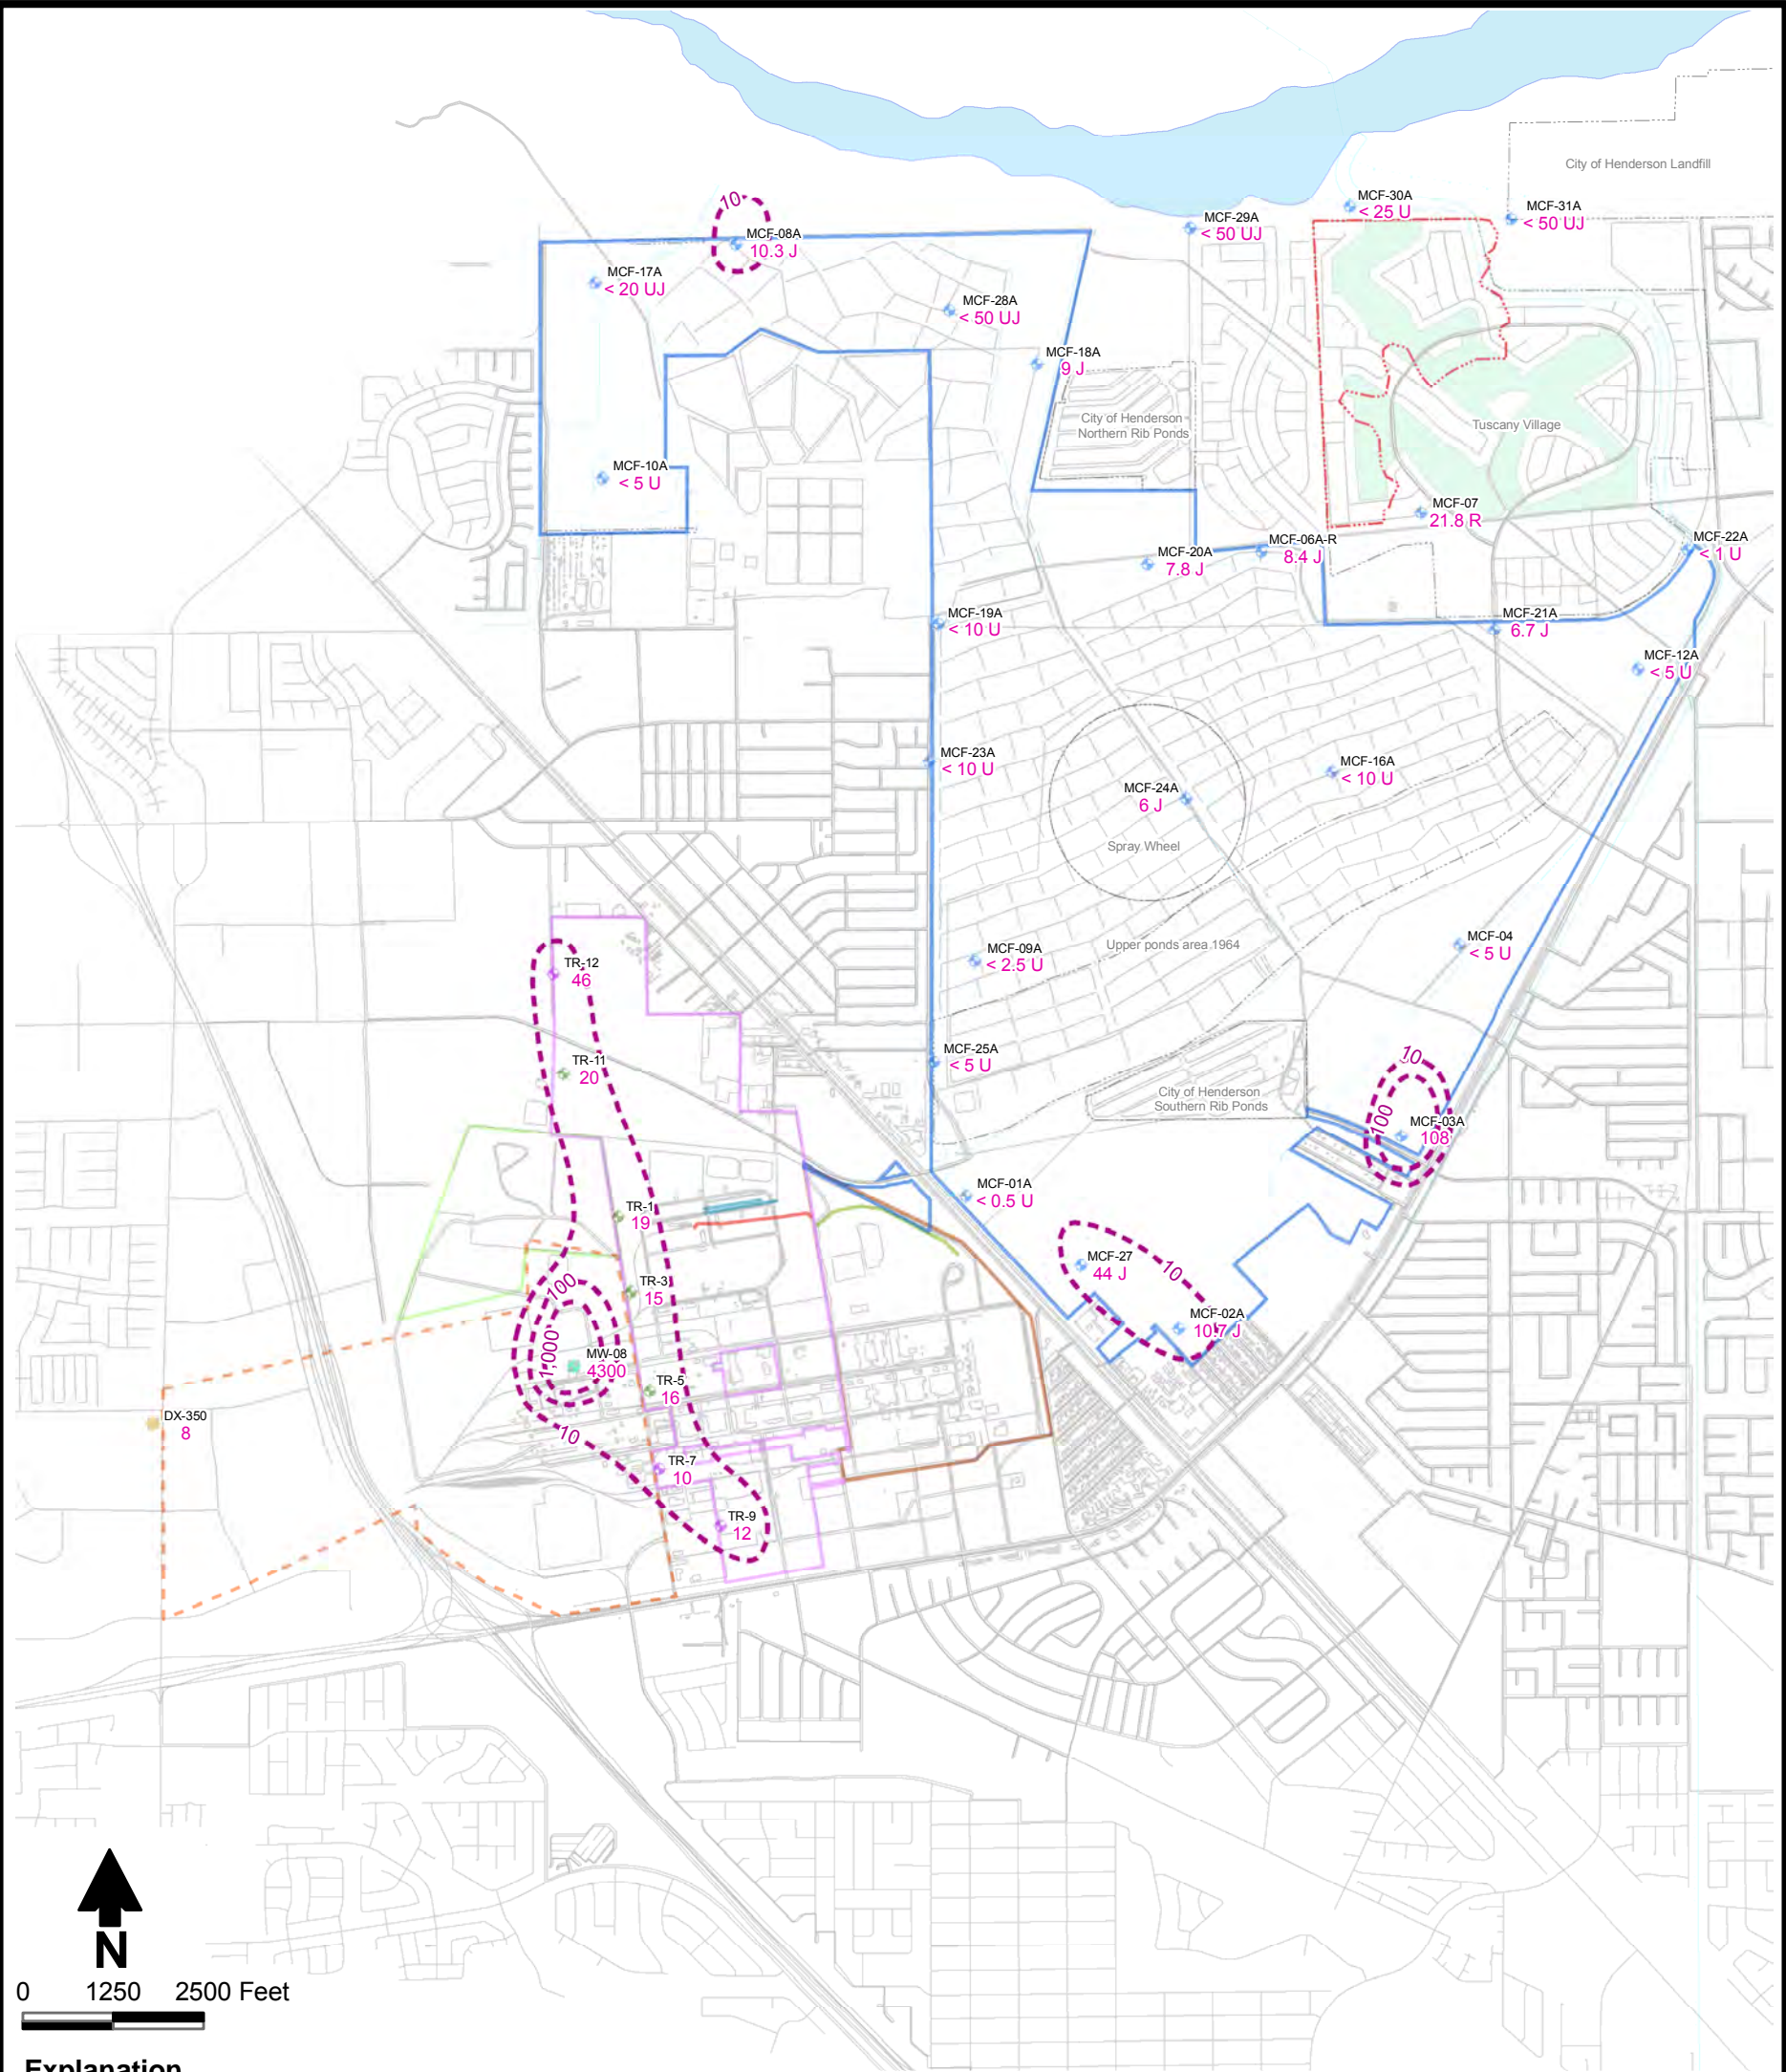 City of Henderson Landfill
10
MCF-30A
< 25 U
MCF-31A
< 50 UJ
MCF-29A
< 50 UJ
MCF-08A
10.3 J
MCF-17A
< 20 UJ
MCF-28A
< 50 UJ
MCF-18A
9 J
City of Henderson
Northern Rib Ponds
Tuscany Village
MCF-10A
< 5 U
MCF-07
21.8 R
MCF-22A
< 1 U
MCF-06A-R
8.4 J
MCF-20A
7.8 J
MCF-19A
< 10 U
MCF-21A
6.7 J
MCF-12A
< 5 U
MCF-23A
< 10 U
MCF-16A
< 10 U
MCF-24A
6 J
Spray Wheel
MCF-04
< 5 U
Upper ponds area 1964
MCF-09A
< 2.5 U
TR-12
46
MCF-25A
< 5 U
TR-11
20
10
100
City of Henderson
Southern Rib Ponds
MCF-03A
108
MCF-01A
< 0.5 U
TR-1
19
MCF-27
44 J
10
TR-3
15
100
1,000
MCF-02A
10.7 J
MW-08
4300
TR-5
16
DX-350
8
10
TR-7
10
TR-9
12
N
0 1250 2500 Feet
Explanation